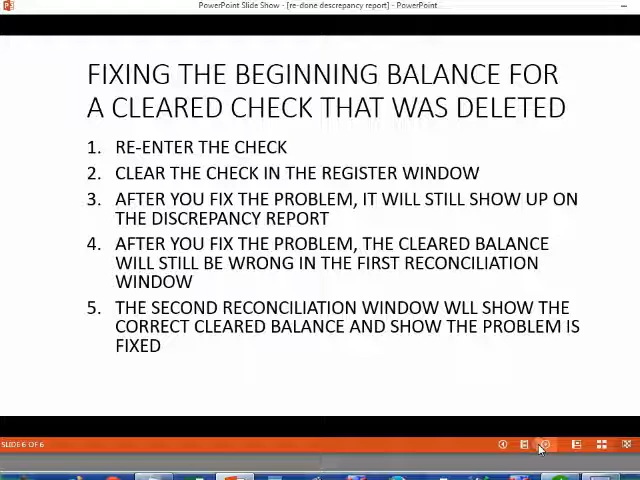 PowerPoint Slide Show - [re-done descrepancy report] - PowerPoint
FIXING THE BEGINNING BALANCE FOR
A CLEARED CHECK THAT WAS DELETED
1. RE-ENTER THE CHECK
2. CLEAR THE CHECK IN THE REGISTER WINDOW
3. AFTER YOU FIX THE PROBLEM, IT WILL STILL SHOW UP ON
THE DISCREPANCY REPORT
4. AFTER YOU FIX THE PROBLEM, THE CLEARED BALANCE
WILL STILL BE WRONG IN THE FIRST RECONCILIATION
WINDOW
5. THE SECOND RECONCILIATION WINDOW WLL SHOW THE
CORRECT CLEARED BALANCE AND SHOW THE PROBLEM IS
FIXED
SLIDE 6 OF 6